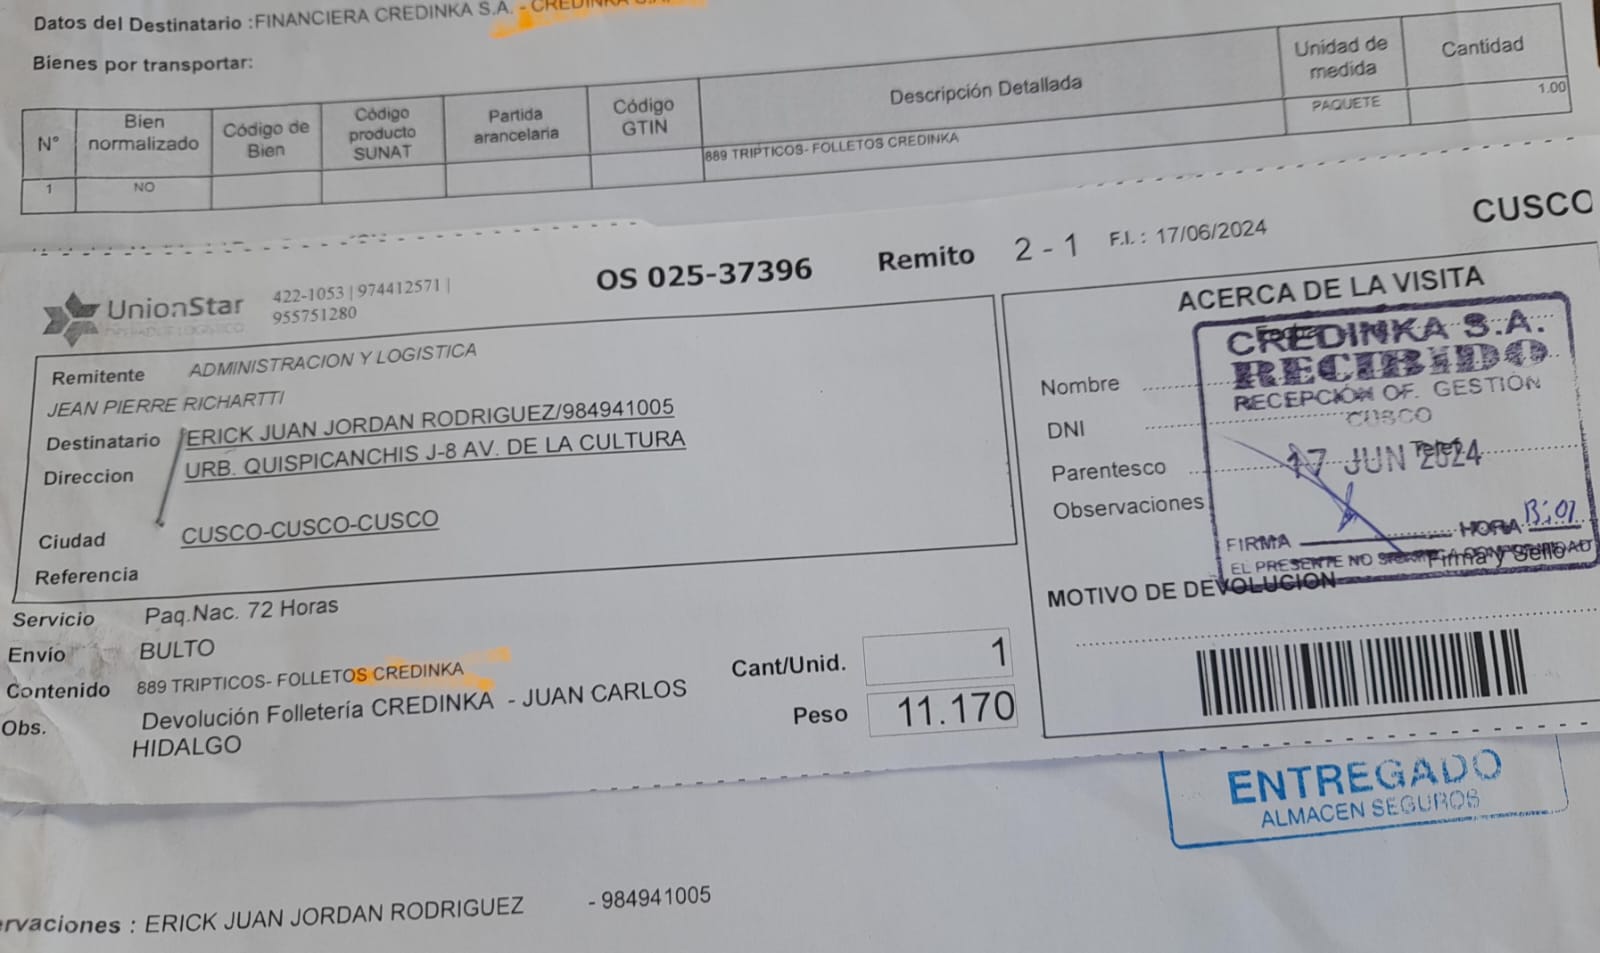 Datos del Destinatario :FINANCIERA CREDINKA S.A. - CREDINKA S.A.
Bienes por transportar:
N° Bien normalizado Código de Bien Código producto SUNAT Partida arancelaria Código GTIN Descripción Detallada Unidad de medida Cantidad
1 NO 889 TRIPTICOS- FOLLETOS CREDINKA PAQUETE 1.00
CUSCO
UnionStar
422-1053 | 974412571 |
955751280
OS 025-37396 Remito 2 - 1 F.I. : 17/06/2024
Remitente ADMINISTRACION Y LOGISTICA
JEAN PIERRE RICHARTTI
Destinatario ERICK JUAN JORDAN RODRIGUEZ/984941005
Direccion URB. QUISPICANCHIS J-8 AV. DE LA CULTURA
Ciudad CUSCO-CUSCO-CUSCO
Referencia
Servicio Paq.Nac. 72 Horas
Envío BULTO
Contenido 889 TRIPTICOS- FOLLETOS CREDINKA
Obs. Devolución Folletería CREDINKA - JUAN CARLOS
HIDALGO
Cant/Unid. 1
Peso 11.170
ACERCA DE LA VISITA
Nombre
DNI
Parentesco
Observaciones
CREDINKA S.A.
RECIBIDO
RECEPCIÓN OF. GESTIÓN
CUSCO
17 JUN 2024
FIRMA HORA
EL PRESENTE NO
Firma y Sello
MOTIVO DE DEVOLUCION
ENTREGADO
ALMACEN SEGUROS
ervaciones : ERICK JUAN JORDAN RODRIGUEZ - 984941005